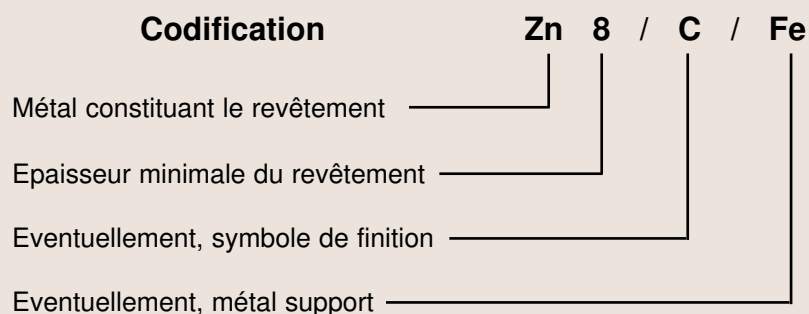 Codification Zn 8 / C / Fe
Métal constituant le revêtement
Epaisseur minimale du revêtement
Eventuellement, symbole de finition
Eventuellement, métal support